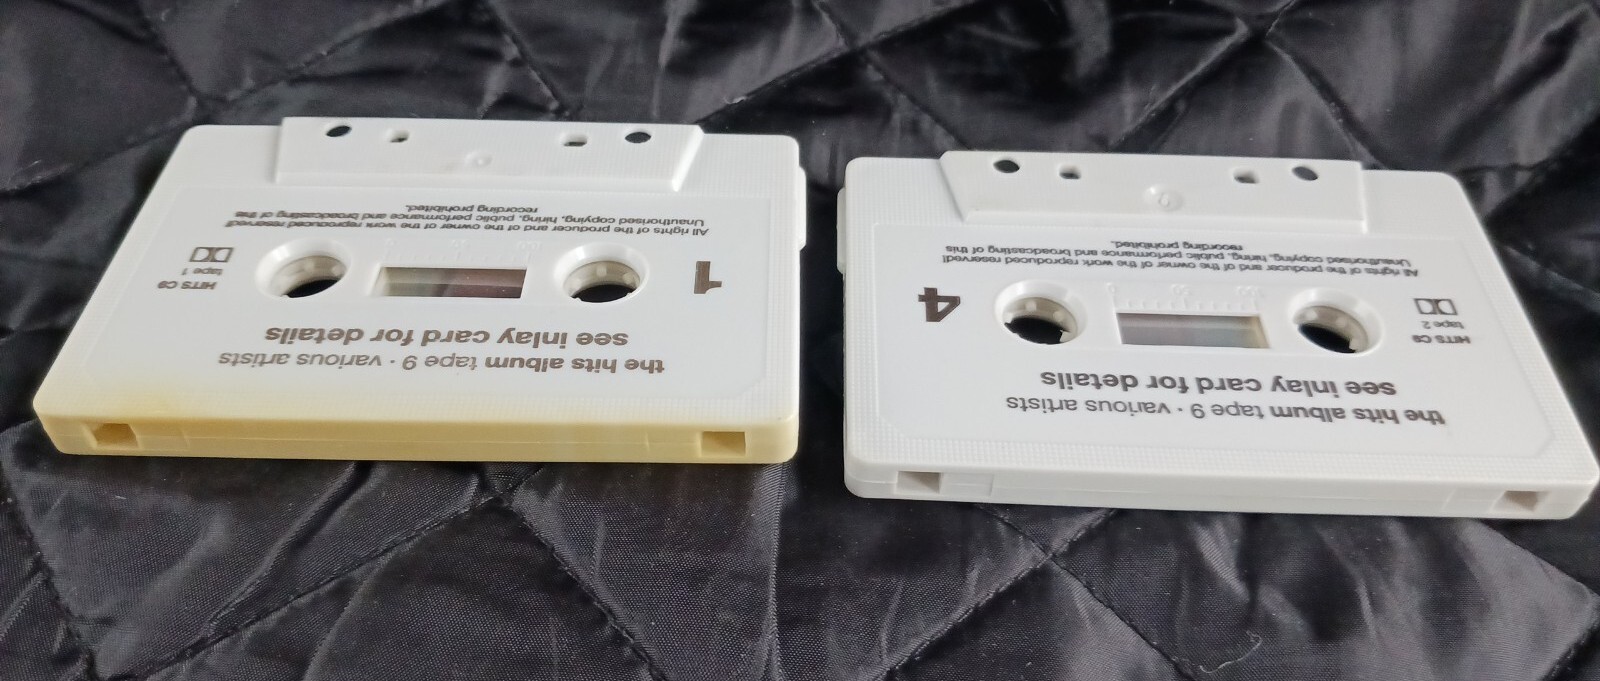 the hits album tape 9 · various artists
see inlay card for details
1
HITS C9
tape 1
All rights of the producer and of the owner of the work reproduced reserved!
Unauthorised copying, hiring, public performance and broadcasting of this
recording prohibited.
the hits album tape 9 · various artists
see inlay card for details
4
HITS C9
tape 2
All rights of the producer and of the owner of the work reproduced reserved!
Unauthorised copying, hiring, public performance and broadcasting of this
recording prohibited.